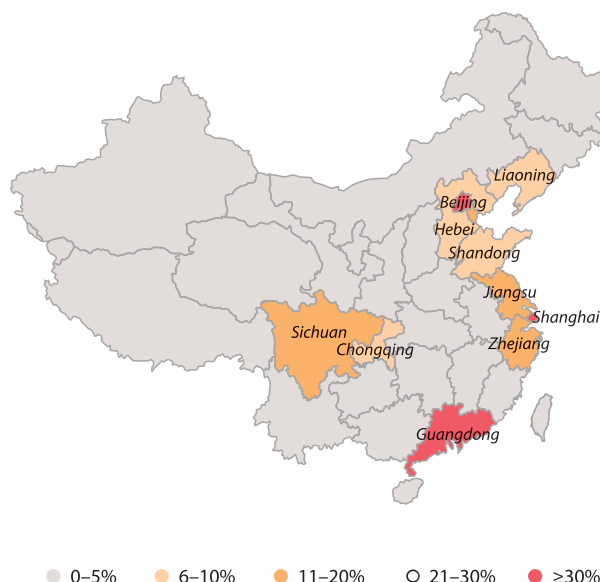 Liaoning
Beijing
Hebei
Shandong
Jiangsu
Shanghai
Sichuan
Zhejiang
Chongqing
Guangdong
0–5% 6–10% 11–20% 21–30% >30%